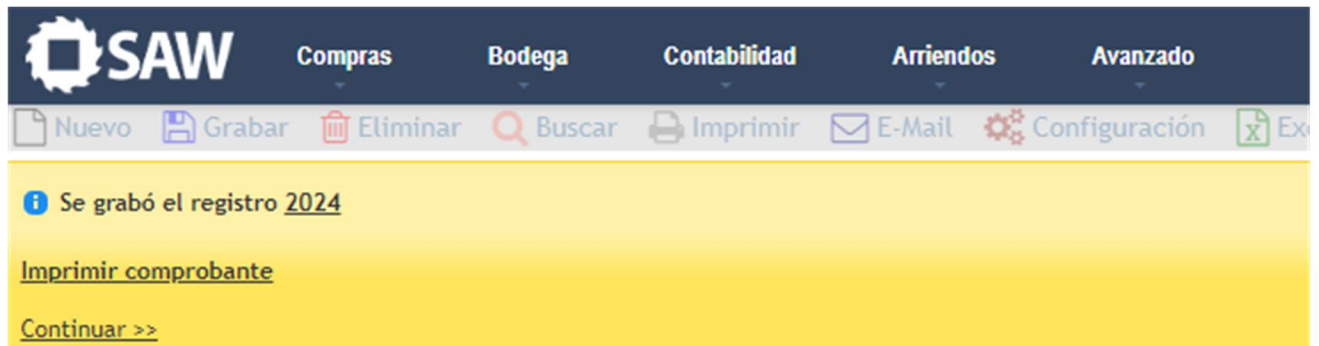 SAW Compras Bodega Contabilidad Arriendos Avanzado
Nuevo Grabar Eliminar Buscar Imprimir E-Mail Configuración
Se grabó el registro 2024
Imprimir comprobante
Continuar >>